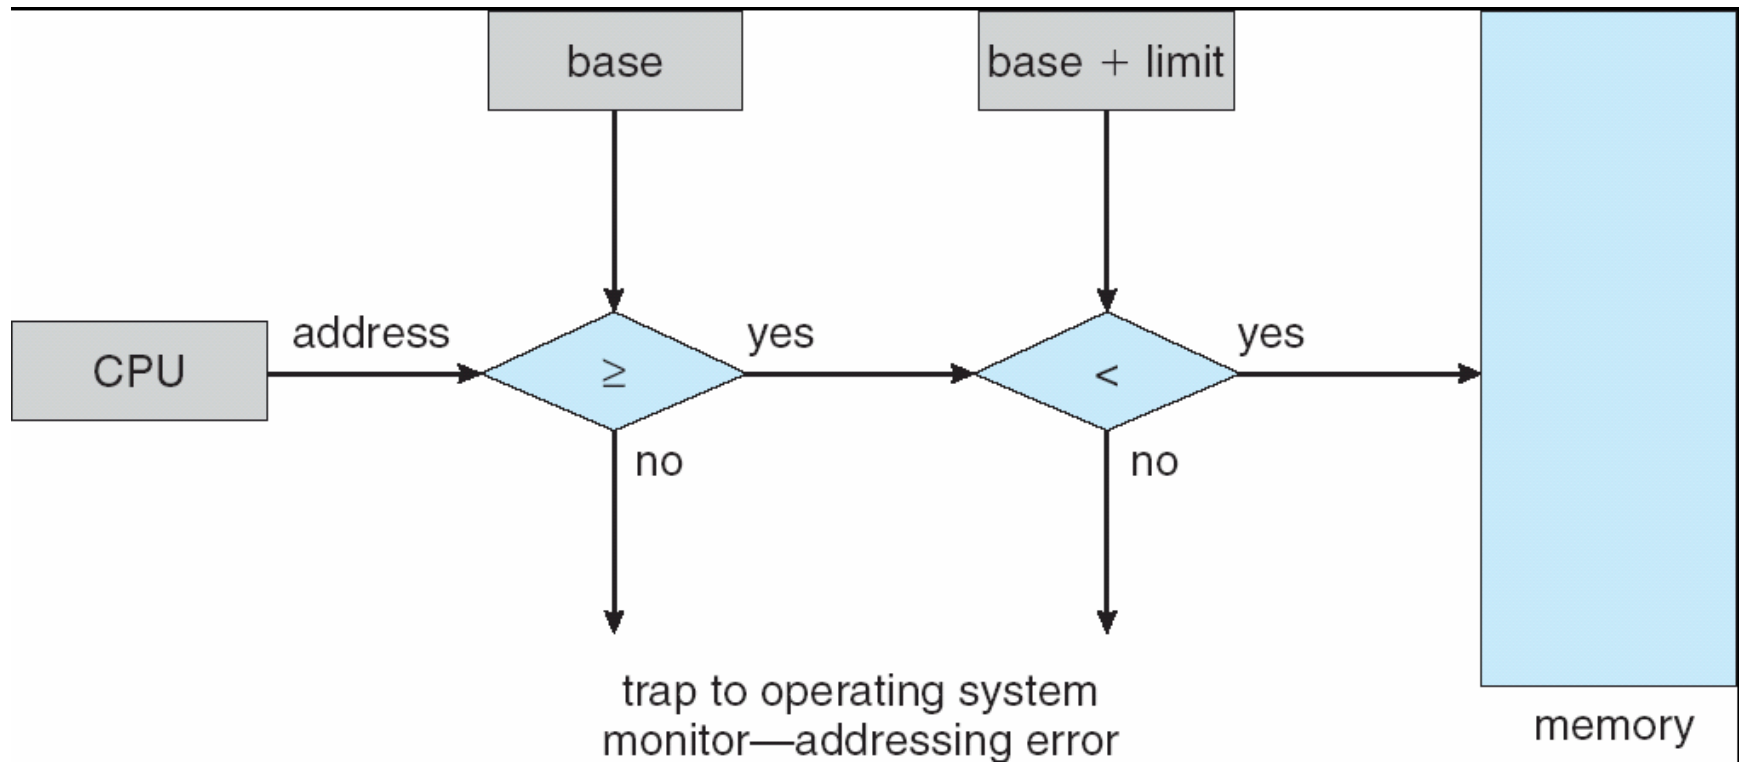 base
base + limit
CPU
address
≥
yes
<
yes
no
no
trap to operating system
monitor—addressing error
memory